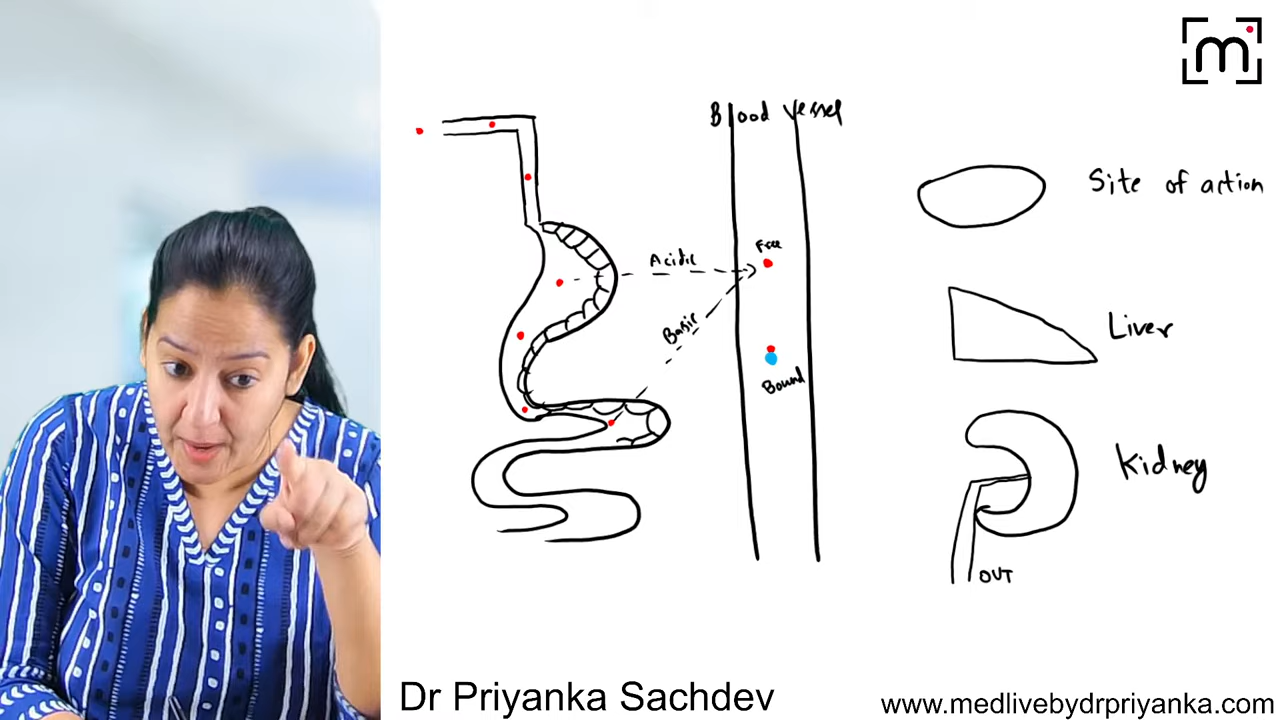 m
Blood vessel
Site of action
Free
Acidic
Basic
Liver
Bound
Kidney
OUT
Dr Priyanka Sachdev
www.medlivebydrpriyanka.com